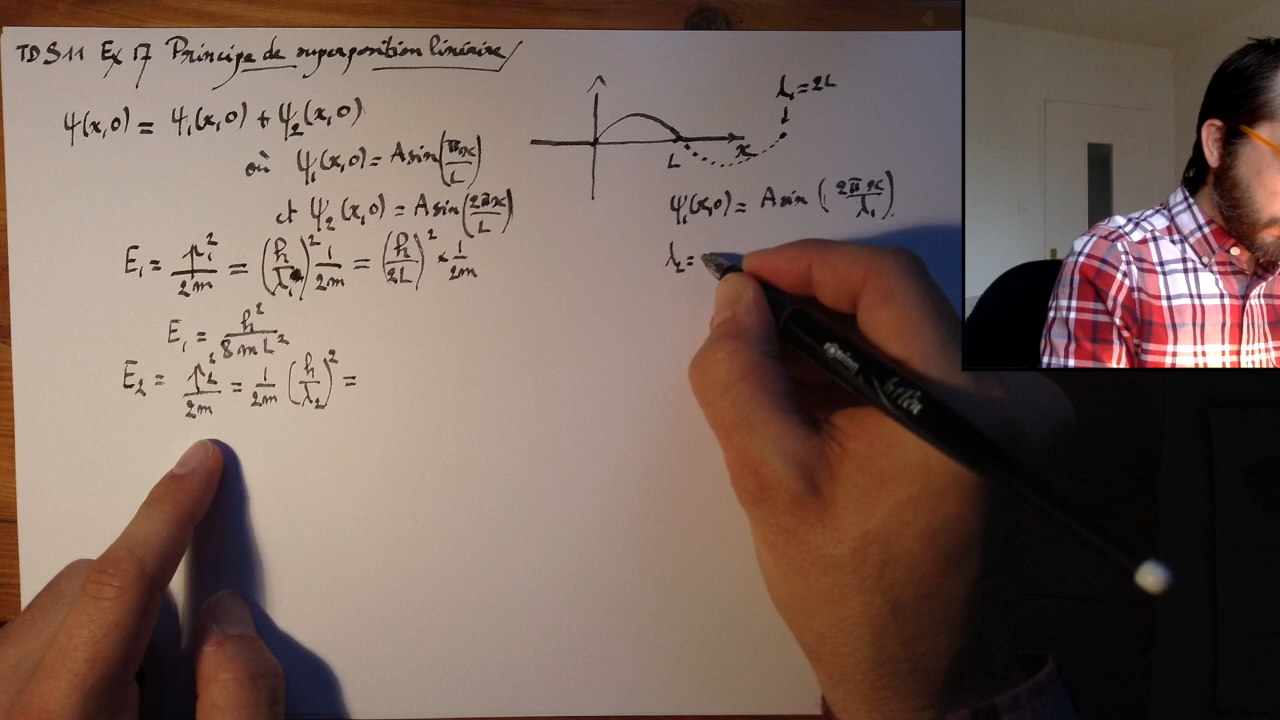 TD S11 Ex 17 Principe de superposition linéaire
ψ(x,0) = ψ₁(x,0) + ψ₂(x,0)
où ψ₁(x,0) = A sin(πx/L)
et ψ₂(x,0) = A sin(2πx/L)
E₁ = p₁²/2m = (h/λ₁)² 1/2m = (h/2L)² × 1/2m
E₁ = h²/8mL²
E₂ = p₂²/2m = 1/2m (h/λ₂)² =
λ₁ = 2L
L
x
ψ₁(x,0) = A sin(2πx/λ₁)
λ₂ =